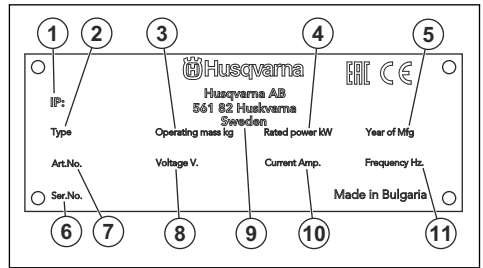 1 2 3 4 5
Husqvarna EAC CE
IP:
Husqvarna AB
561 82 Huskvarna
Sweden
Type Operating mass kg Rated power kW Year of Mfg
Art.No. Voltage V. Current Amp. Frequency Hz.
Ser.No. Made in Bulgaria
6 7 8 9 10 11